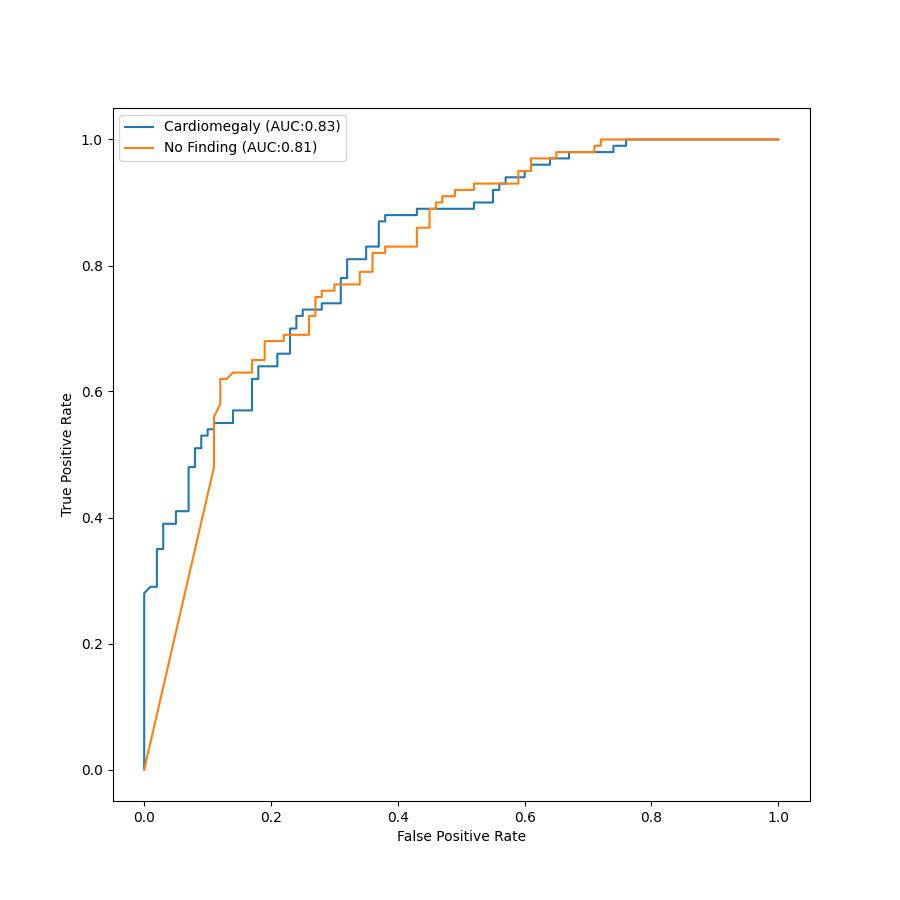 Cardiomegaly (AUC:0.83)
No Finding (AUC:0.81)
1.0
0.8
0.6
0.4
0.2
0.0
True Positive Rate
0.0 0.2 0.4 0.6 0.8 1.0
False Positive Rate